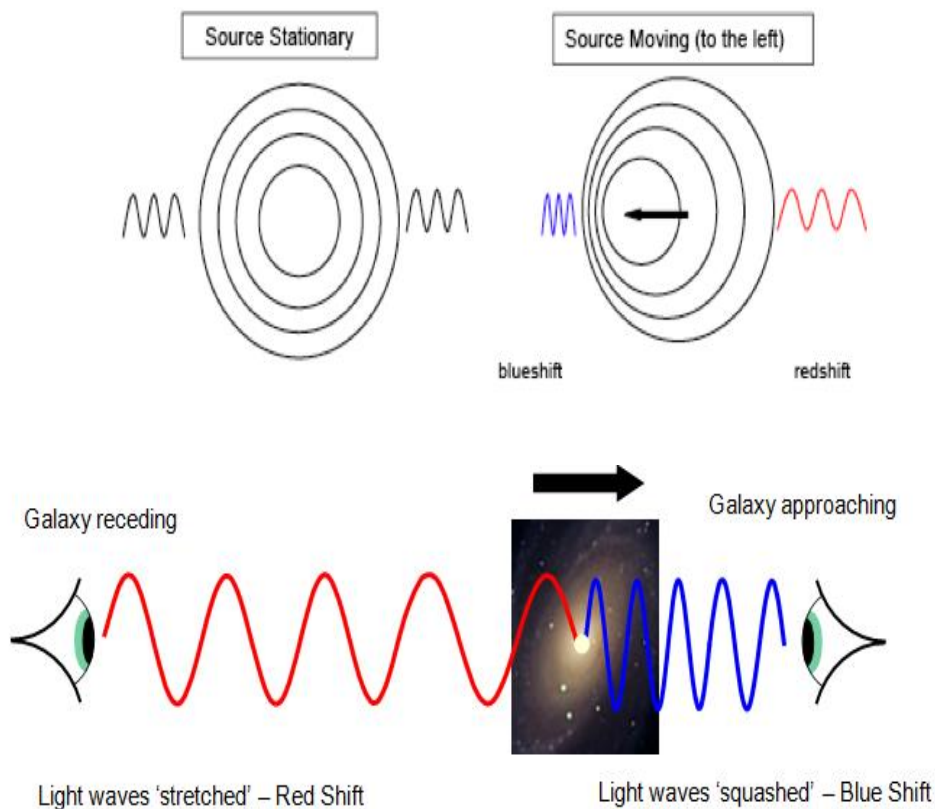 Source Stationary
Source Moving (to the left)
blueshift
redshift
Galaxy receding
Galaxy approaching
Light waves ‘stretched’ – Red Shift
Light waves ‘squashed’ – Blue Shift